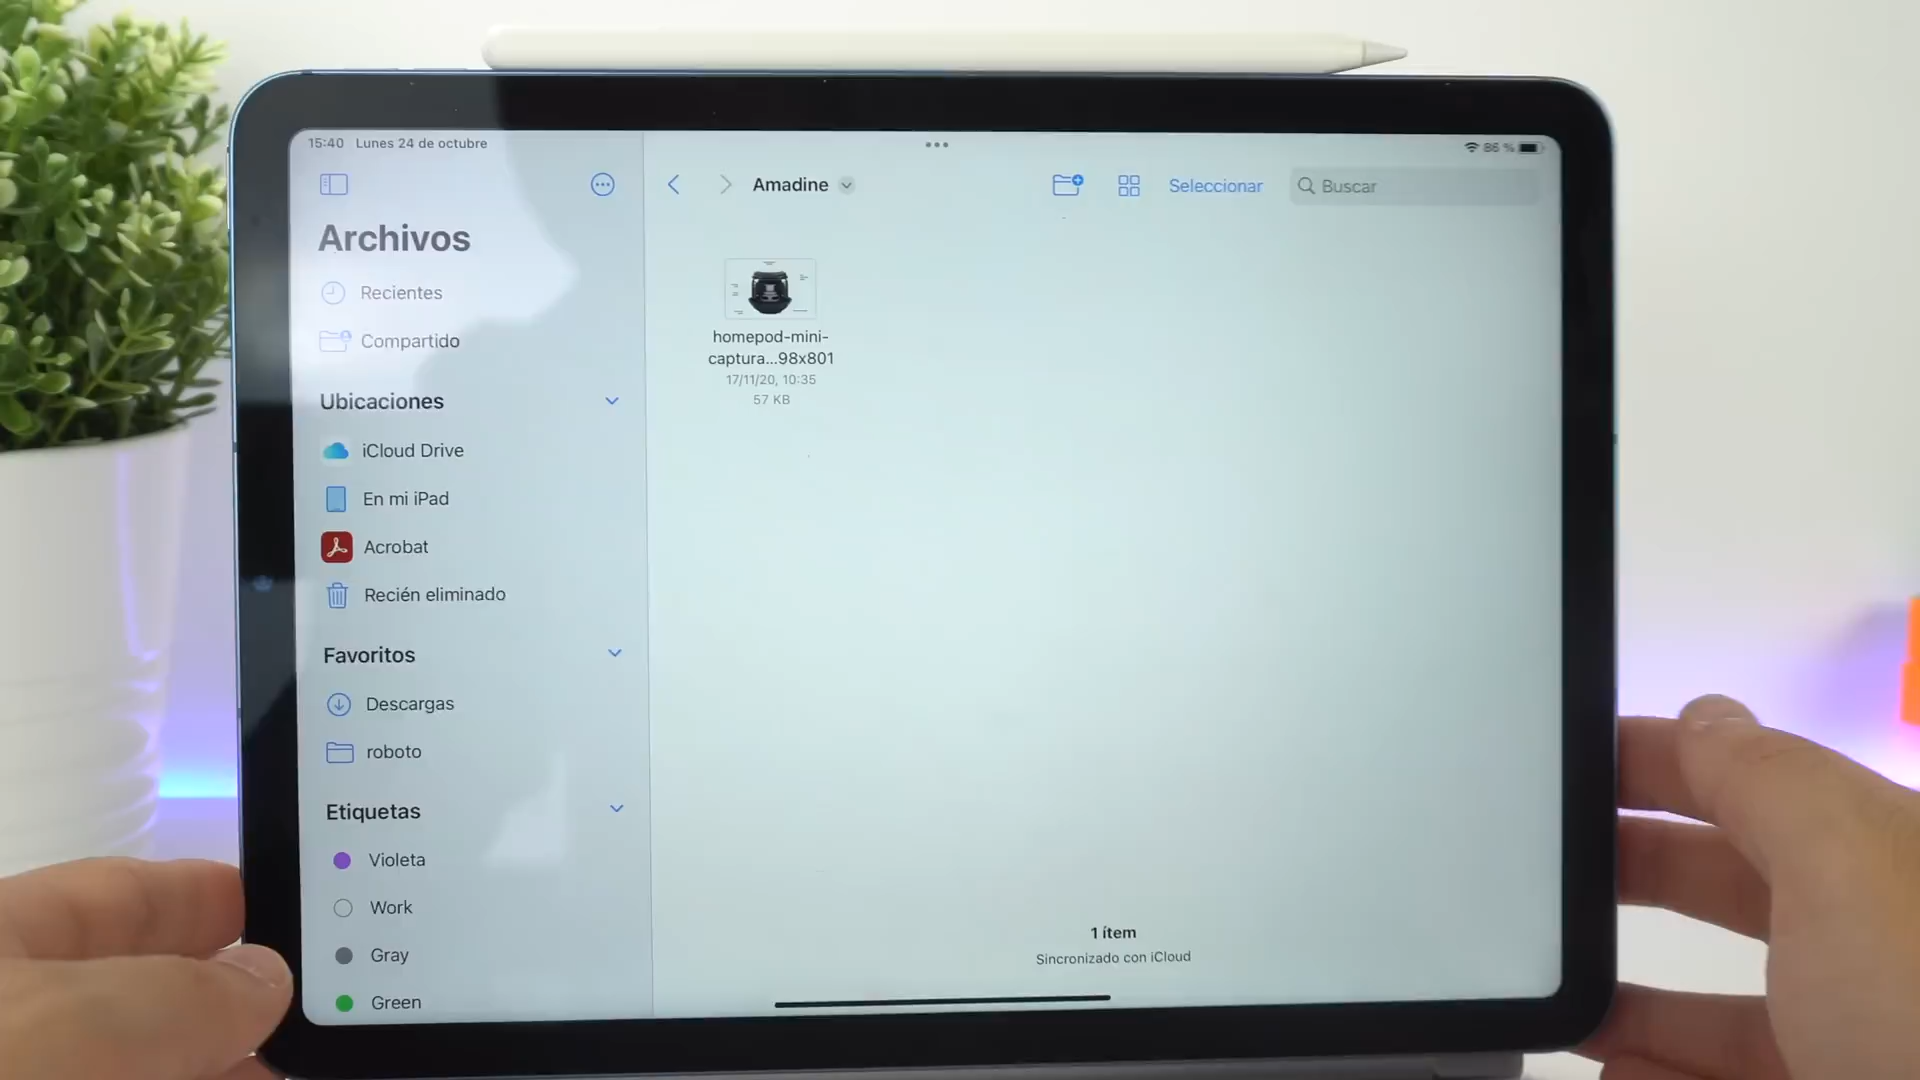 15:40 Lunes 24 de octubre
86 %
Amadine
Seleccionar
Buscar
Archivos
Recientes
Compartido
Ubicaciones
iCloud Drive
En mi iPad
Acrobat
Recién eliminado
Favoritos
Descargas
roboto
Etiquetas
Violeta
Work
Gray
Green
homepod-mini-
captura...98x801
17/11/20, 10:35
57 KB
1 ítem
Sincronizado con iCloud